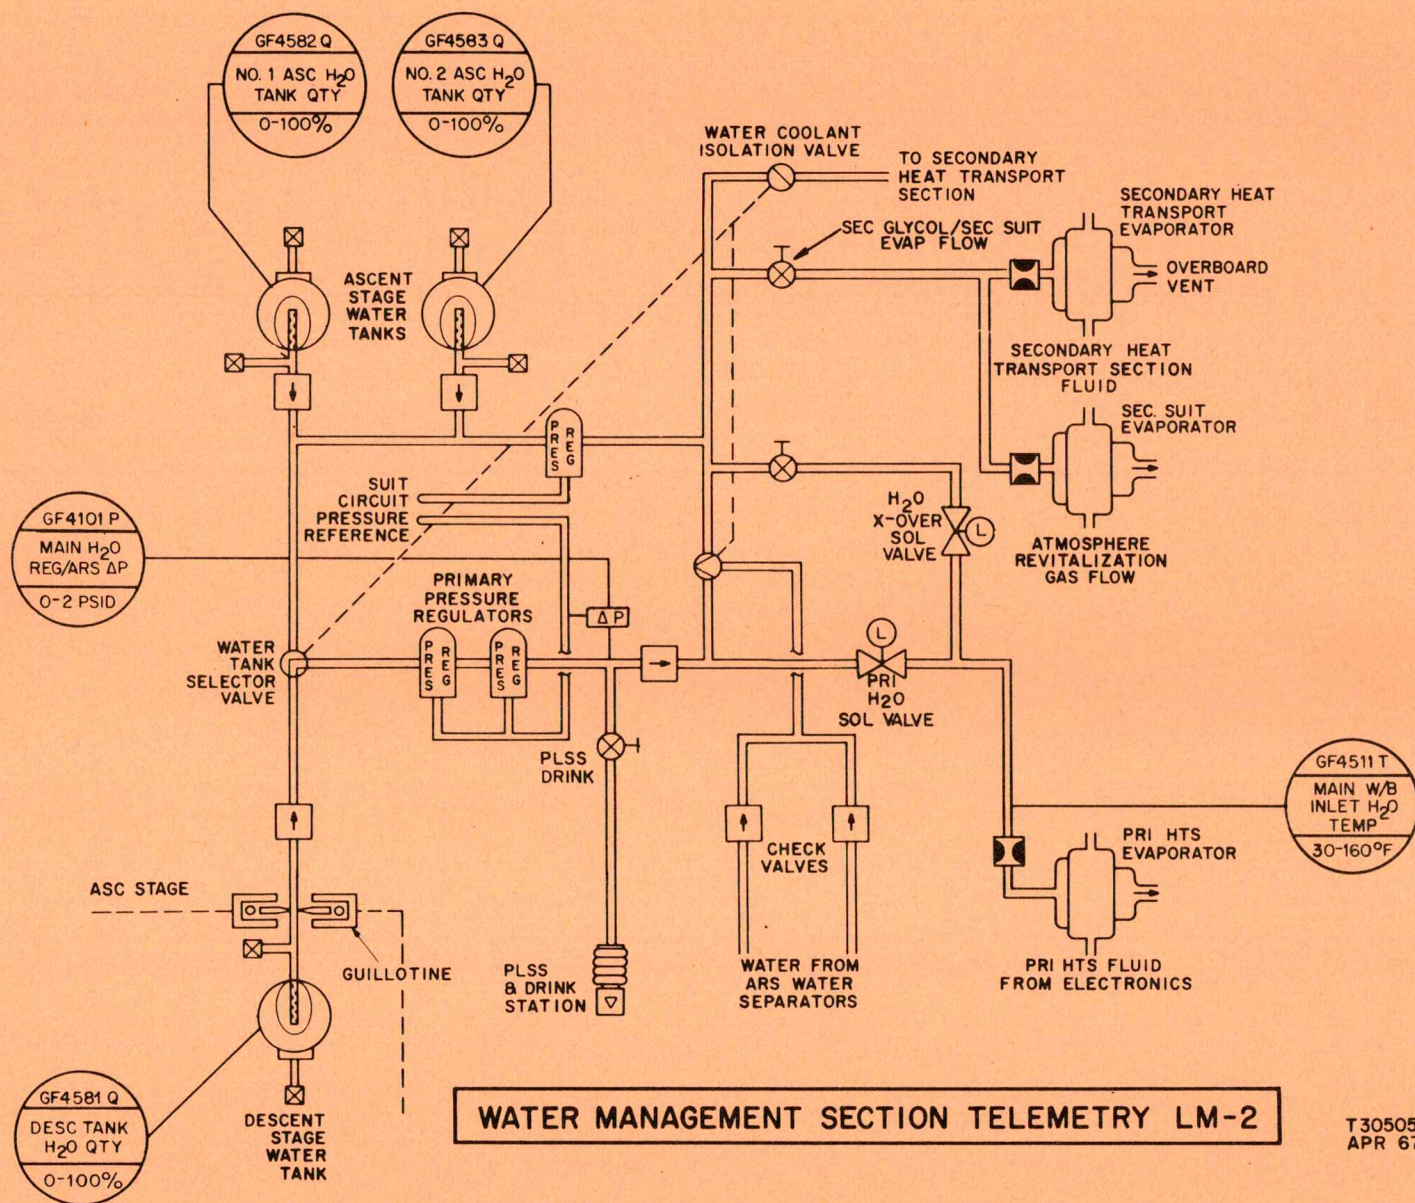 GF4582 Q
NO. 1 ASC H2O
TANK QTY
0-100%
GF4583 Q
NO. 2 ASC H2O
TANK QTY
0-100%
WATER COOLANT
ISOLATION VALVE
TO SECONDARY
HEAT TRANSPORT
SECTION
SECONDARY HEAT
TRANSPORT
EVAPORATOR
SEC GLYCOL/SEC SUIT
EVAP FLOW
OVERBOARD
VENT
ASCENT
STAGE
WATER
TANKS
SECONDARY HEAT
TRANSPORT SECTION
FLUID
SEC. SUIT
EVAPORATOR
PRES
REG
SUIT
CIRCUIT
PRESSURE
REFERENCE
H2O
X-OVER
SOL
VALVE
L
ATMOSPHERE
REVITALIZATION
GAS FLOW
GF4101 P
MAIN H2O
REG/ARS ΔP
0-2 PSID
PRIMARY
PRESSURE
REGULATORS
Δ P
WATER
TANK
SELECTOR
VALVE
PRES
REG
PRES
REG
L
PRI
H2O
SOL VALVE
PLSS
DRINK
GF4511 T
MAIN W/B
INLET H2O
TEMP
30-160°F
CHECK
VALVES
PRI HTS
EVAPORATOR
ASC STAGE
GUILLOTINE
PLSS
& DRINK
STATION
WATER FROM
ARS WATER
SEPARATORS
PRI HTS FLUID
FROM ELECTRONICS
GF4581 Q
DESC TANK
H2O QTY
0-100%
DESCENT
STAGE
WATER
TANK
WATER MANAGEMENT SECTION TELEMETRY LM-2
T30505
APR 67